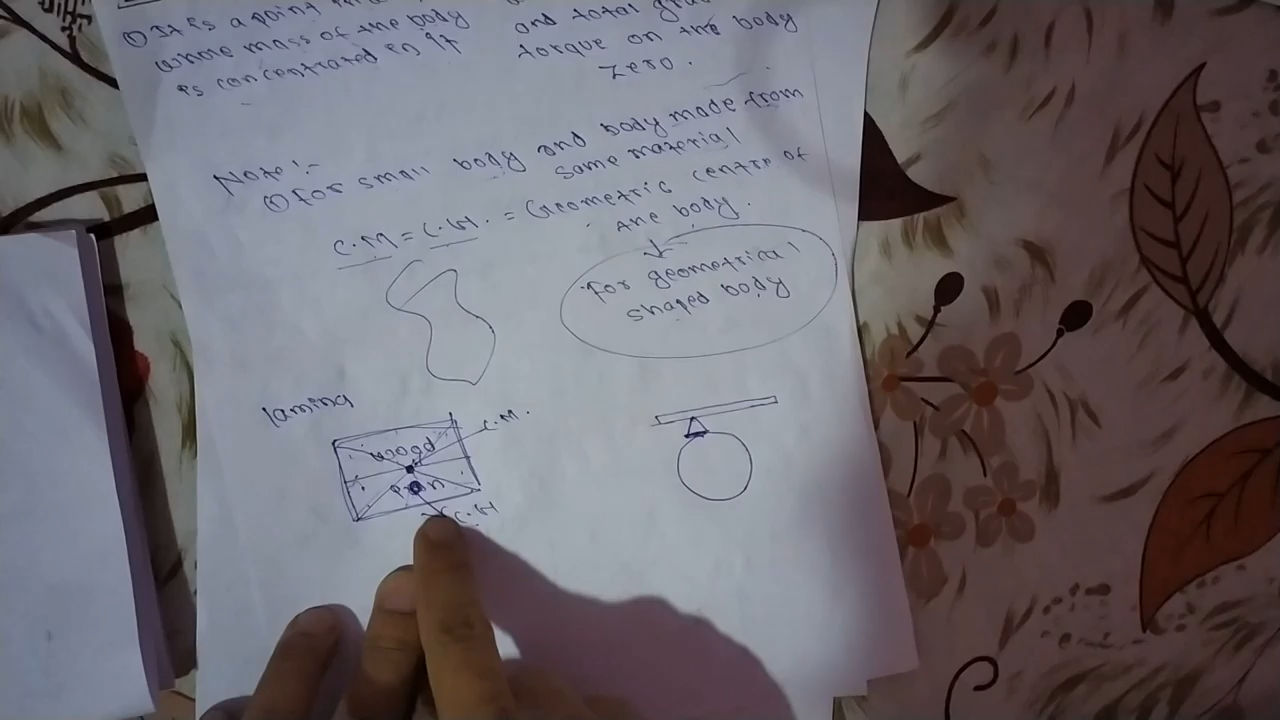 ① It is a point
whole mass of the body
is concentrated in it
and total
torque on the body
zero.
Note :-
① For small body and body made from
same material
C.M = C.G. = Geometric centre of
the body.
for geometrical
shaped body
lamina
wood
C.M.
C.G